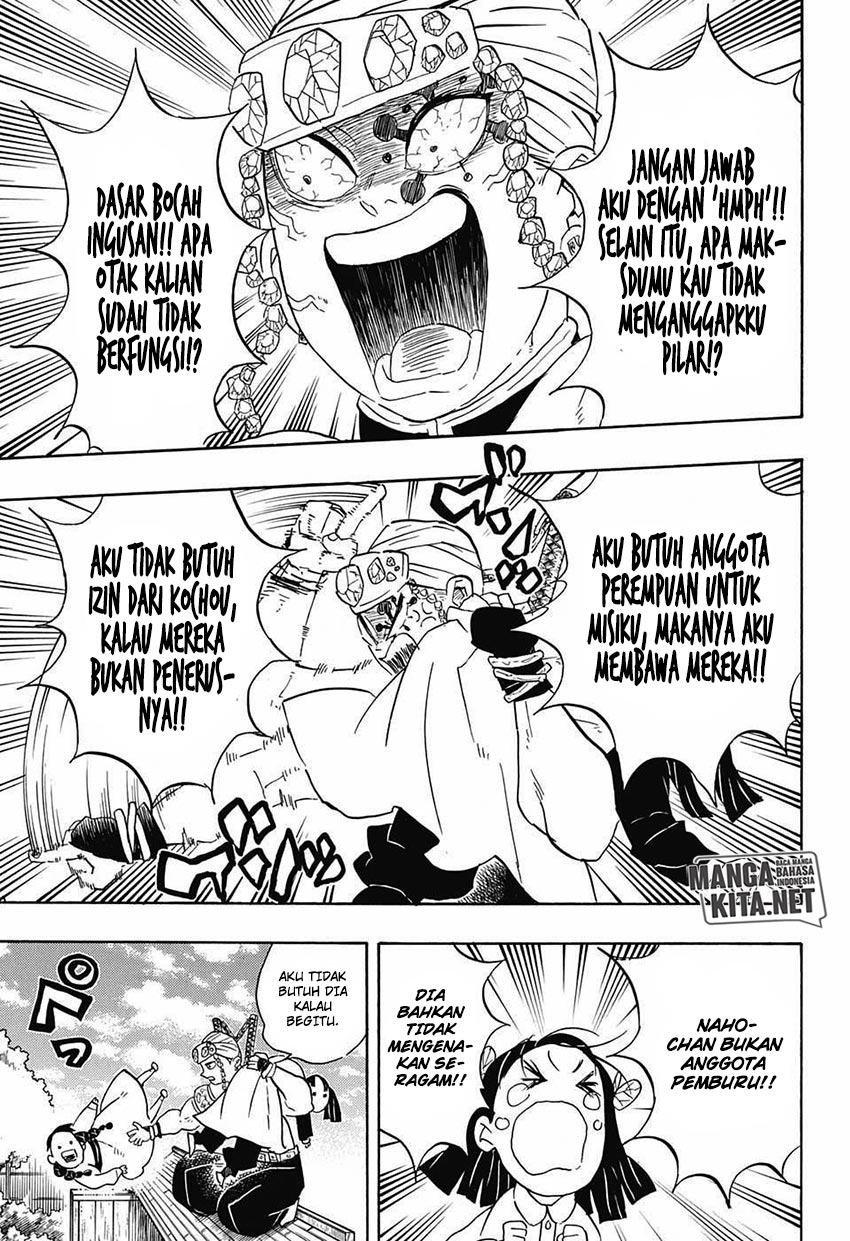 JANGAN JAWAB
AKU DENGAN 'HMPH'!!
SELAIN ITU, APA MAK-
SDUMU KAU TIDAK
MENGANGGAPKKU
PILAR!?
DASAR BOCAH
INGUSAN!! APA
OTAK KALIAN
SUDAH TIDAK
BERFUNGSI!?
AKU BUTUH ANGGOTA
PEREMPUAN UNTUK
MISIKU, MAKANYA AKU
MEMBAWA MEREKA!!
AKU TIDAK BUTUH
IZIN DARI KOCHOU,
KALAU MEREKA
BUKAN PENERUS-
NYA!!
MANGA
KITA.NET
BACA MANGA
BAHASA
INDONESIA
NAHO-
CHAN BUKAN
ANGGOTA
PEMBURU!!
DIA
BAHKAN
TIDAK
MENGENA-
KAN SE-
RAGAM!!
AKU TIDAK
BUTUH DIA
KALAU
BEGITU.
ペっ